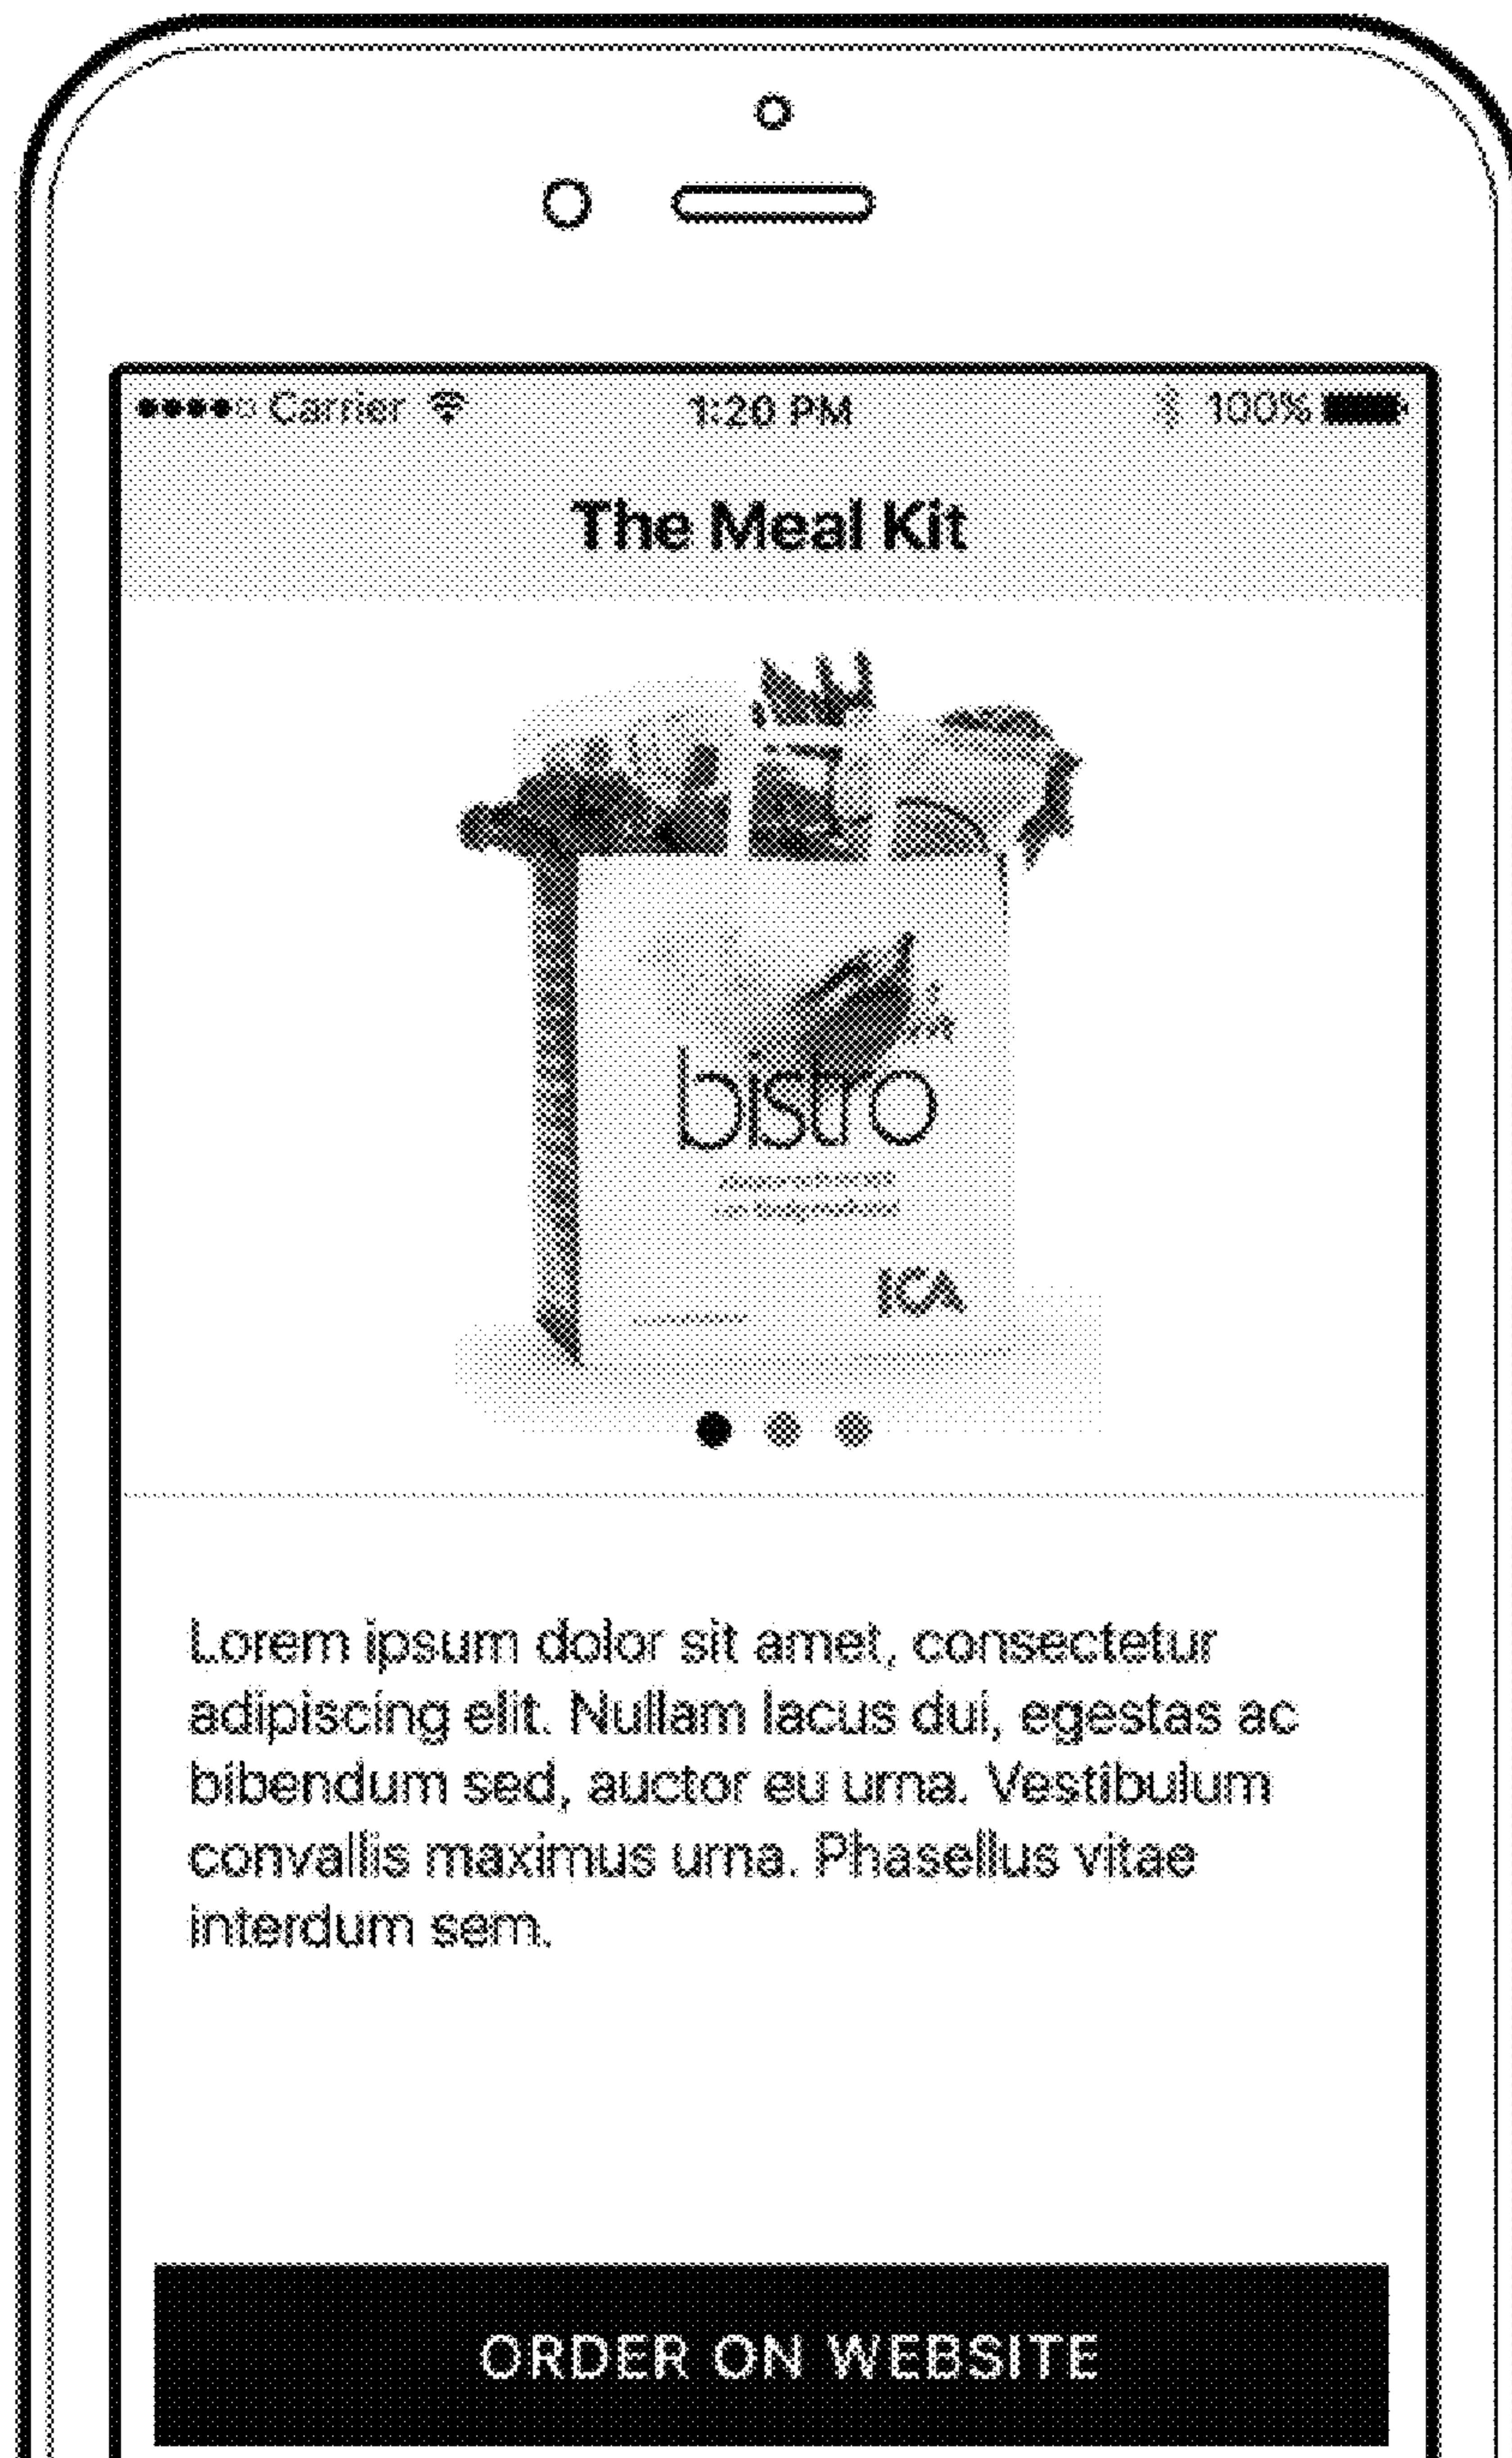 Carrier 1:20 PM 100%
The Meal Kit
bistro
ICA
Lorem ipsum dolor sit amet, consectetur
adipiscing elit. Nullam lacus dui, egestas ac
bibendum sed, auctor eu urna. Vestibulum
convallis maximus urna. Phasellus vitae
interdum sem.
ORDER ON WEBSITE